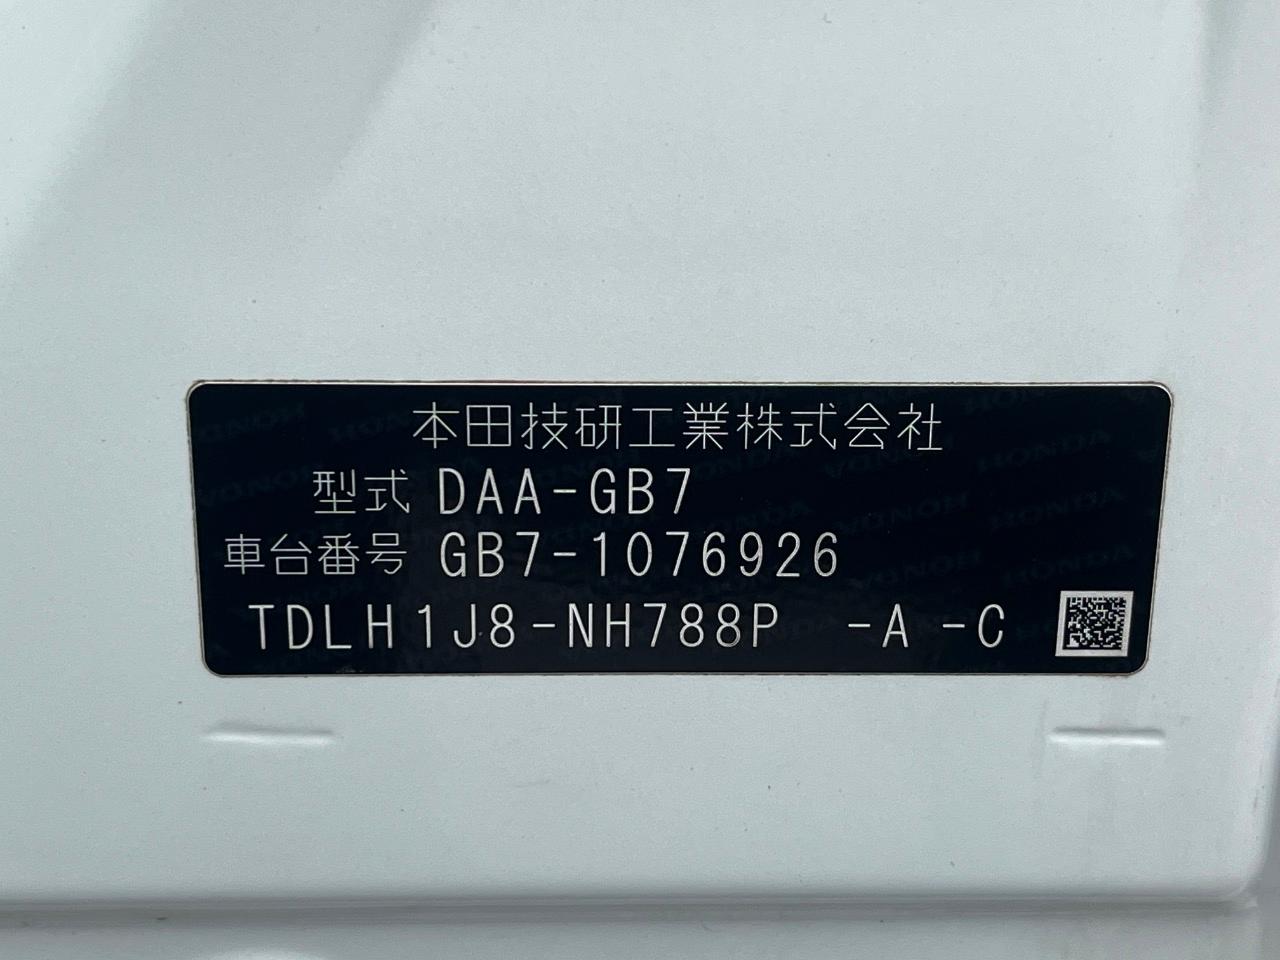 本田技研工業株式会社
型式 DAA-GB7
車台番号 GB7-1076926
TDLH1J8-NH788P -A -C